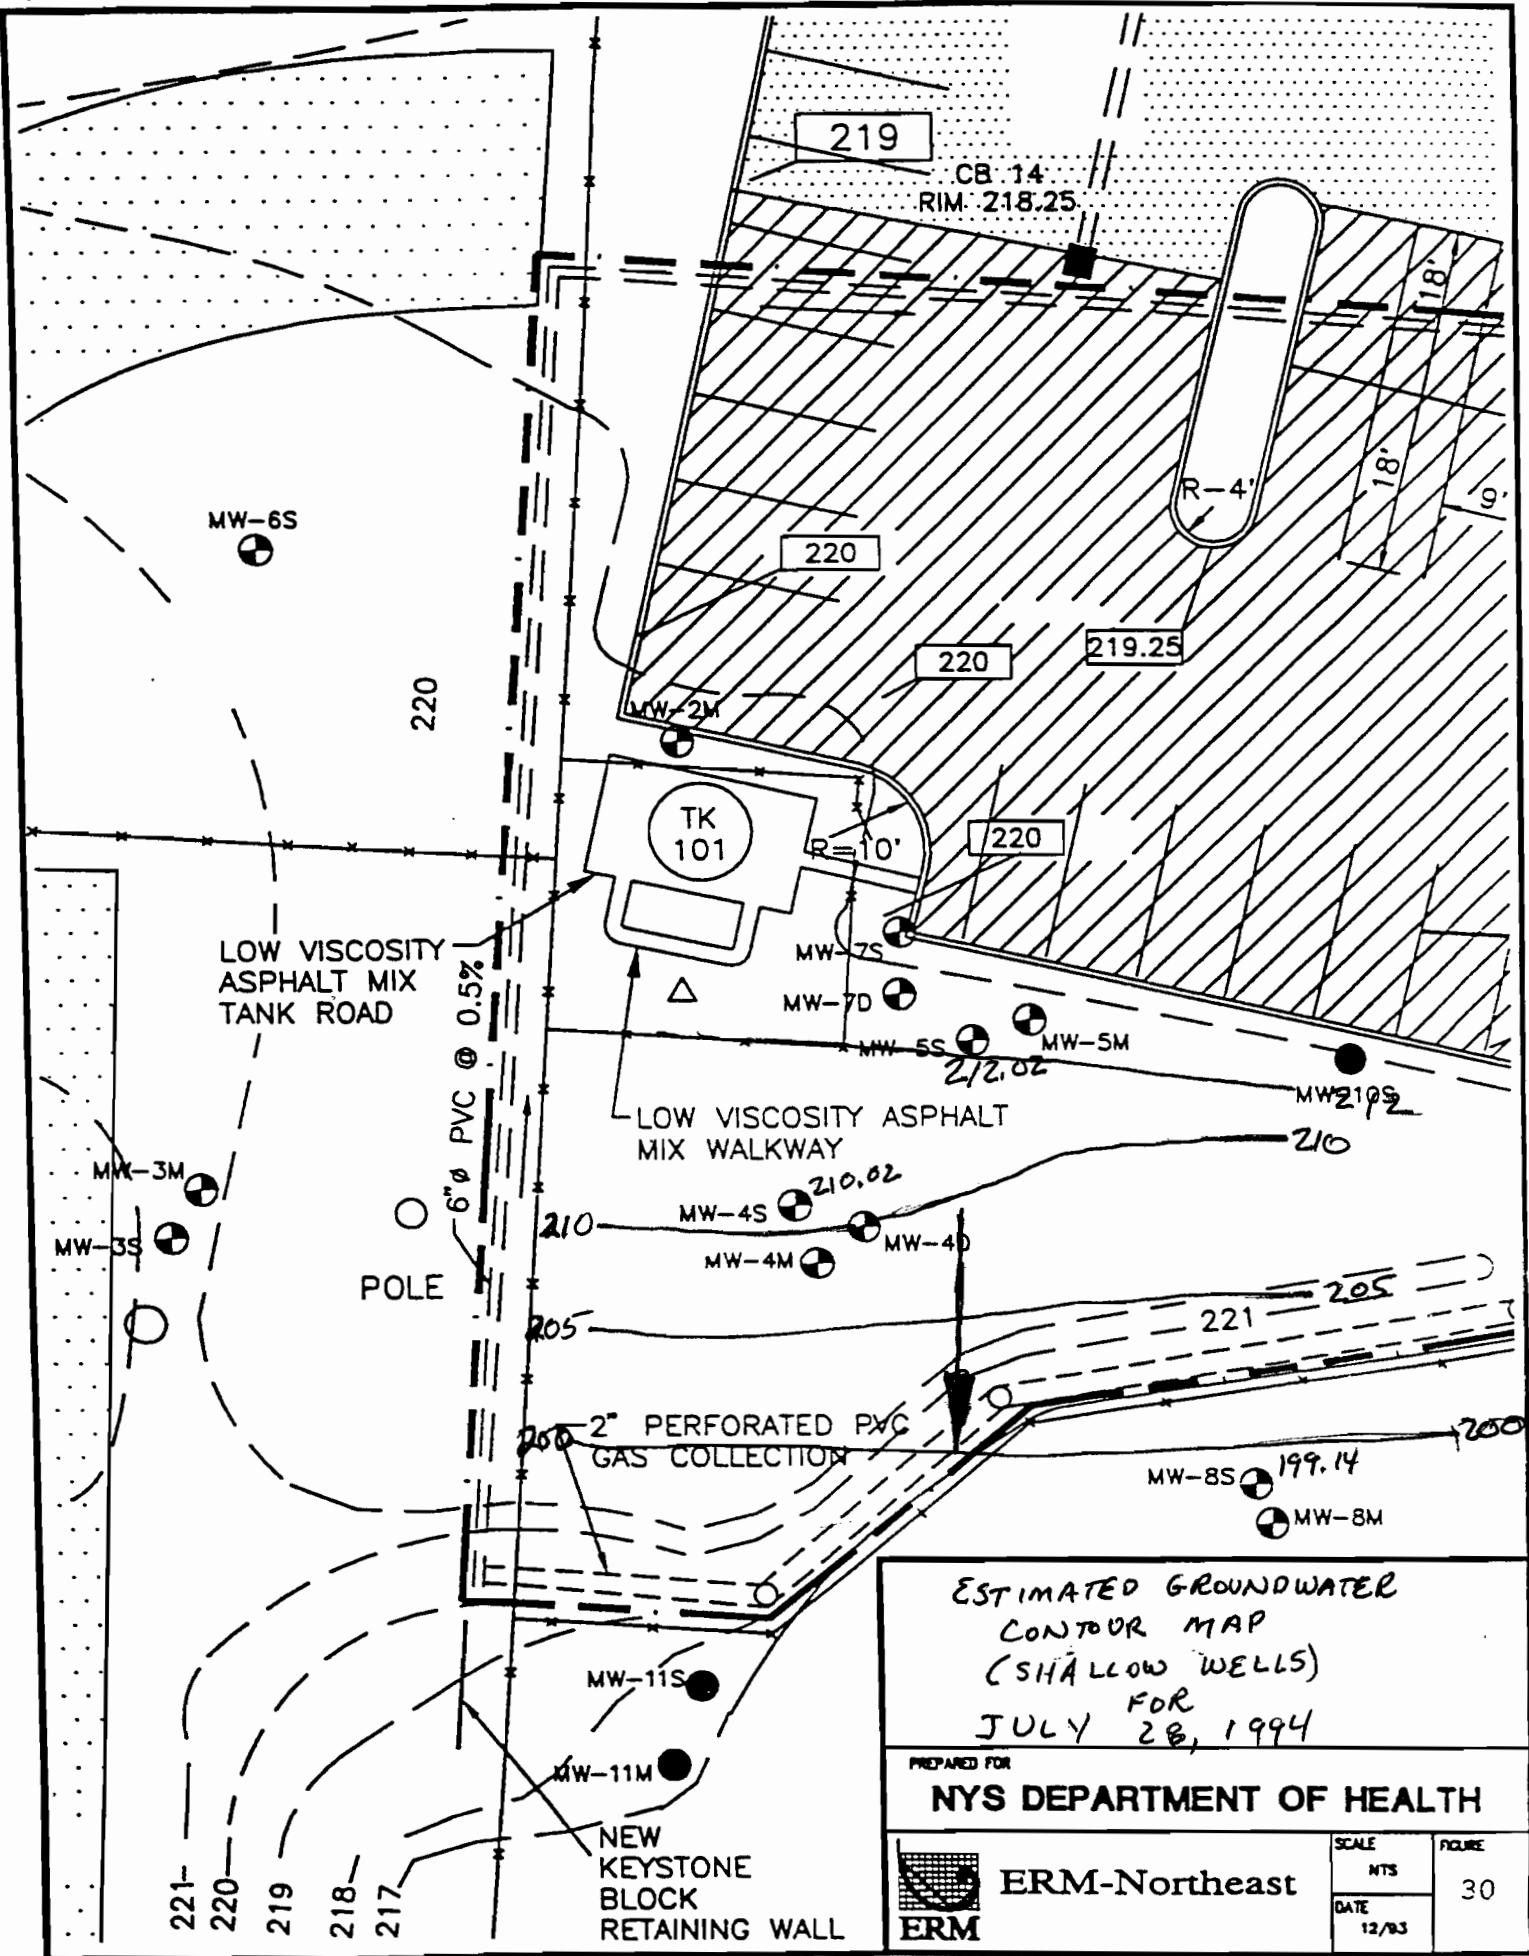 219
CB 14
RIM 218.25
18'
18'
R-4'
9'
MW-6S
220
220
219.25
220
MW-2M
TK
101
R=10'
220
MW-7S
LOW VISCOSITY
ASPHALT MIX
TANK ROAD
MW-7D
MW-5S
212.02
MW-5M
6"ø PVC @ 0.5%
LOW VISCOSITY ASPHALT
MIX WALKWAY
212
210
MW-3M
MW-3S
MW-4S
210.02
210
MW-4D
MW-4M
POLE
205
205
221
2" PERFORATED PVC
GAS COLLECTION
200
200
MW-8S
199.14
MW-8M
MW-11S
MW-11M
NEW
KEYSTONE
BLOCK
RETAINING WALL
221
220
219
218
217
ESTIMATED GROUNDWATER
CONTOUR MAP
(SHALLOW WELLS)
FOR
JULY 28, 1994
PREPARED FOR
NYS DEPARTMENT OF HEALTH
ERM
ERM-Northeast
SCALE
NTS
DATE
12/93
FIGURE
30